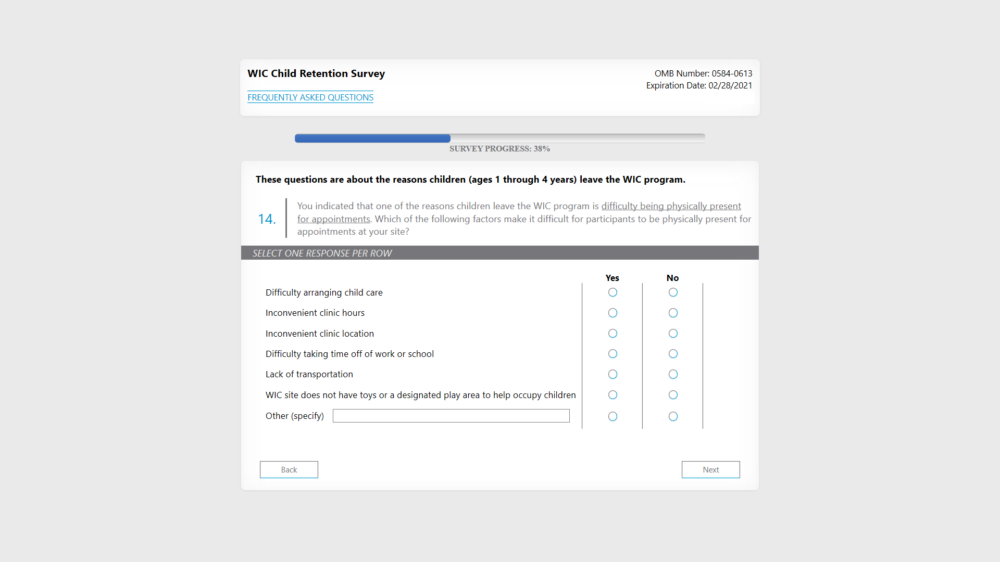 WIC Child Retention Survey
OMB Number: 0584-0613
Expiration Date: 02/28/2021
FREQUENTLY ASKED QUESTIONS
SURVEY PROGRESS: 38%
These questions are about the reasons children (ages 1 through 4 years) leave the WIC program.
14.
You indicated that one of the reasons children leave the WIC program is difficulty being physically present
for appointments. Which of the following factors make it difficult for participants to be physically present for
appointments at your site?
SELECT ONE RESPONSE PER ROW
Yes No
Difficulty arranging child care
Inconvenient clinic hours
Inconvenient clinic location
Difficulty taking time off of work or school
Lack of transportation
WIC site does not have toys or a designated play area to help occupy children
Other (specify)
Back Next